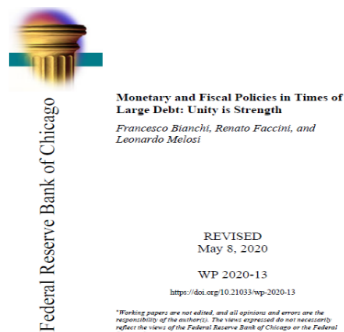 Federal Reserve Bank of Chicago
Monetary and Fiscal Policies in Times of
Large Debt: Unity is Strength
Francesco Bianchi, Renato Faccini, and
Leonardo Melosi
REVISED
May 8, 2020
WP 2020-13
https://doi.org/10.21033/wp-2020-13
*Working papers are not edited, and all opinions and errors are the
responsibility of the author(s). The views expressed do not necessarily
reflect the views of the Federal Reserve Bank of Chicago or the Federal